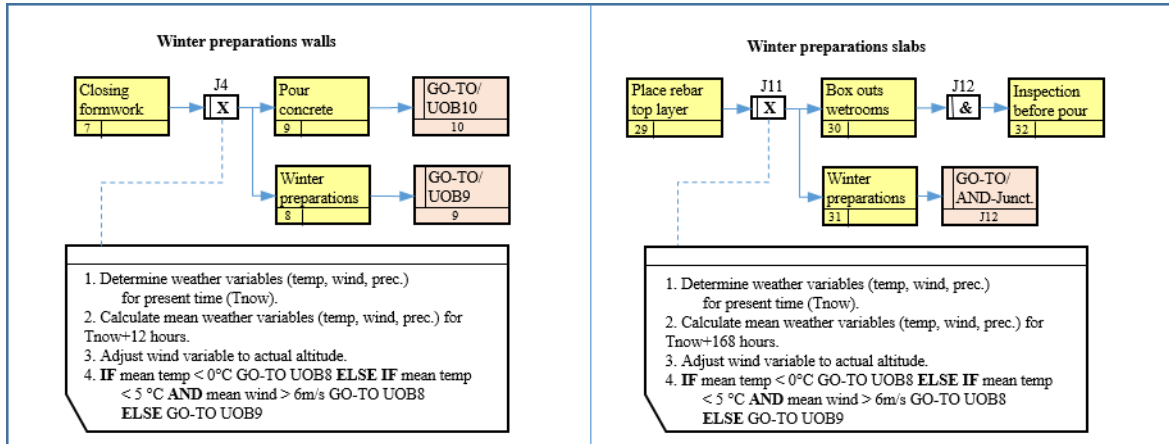 Winter preparations walls
Closing
formwork
7
J4
X
Pour
concrete
9
GO-TO/
UOB10
10
Winter
preparations
8
GO-TO/
UOB9
9
1. Determine weather variables (temp, wind, prec.)
for present time (Tnow).
2. Calculate mean weather variables (temp, wind, prec.) for
Tnow+12 hours.
3. Adjust wind variable to actual altitude.
4. IF mean temp < 0°C GO-TO UOB8 ELSE IF mean temp
< 5 °C AND mean wind > 6m/s GO-TO UOB8
ELSE GO-TO UOB9
Winter preparations slabs
Place rebar
top layer
29
J11
X
Box outs
wetrooms
30
J12
&
Inspection
before pour
32
Winter
preparations
31
GO-TO/
AND-Junct.
J12
1. Determine weather variables (temp, wind, prec.)
for present time (Tnow).
2. Calculate mean weather variables (temp, wind, prec.) for
Tnow+168 hours.
3. Adjust wind variable to actual altitude.
4. IF mean temp < 0°C GO-TO UOB8 ELSE IF mean temp
< 5 °C AND mean wind > 6m/s GO-TO UOB8
ELSE GO-TO UOB9